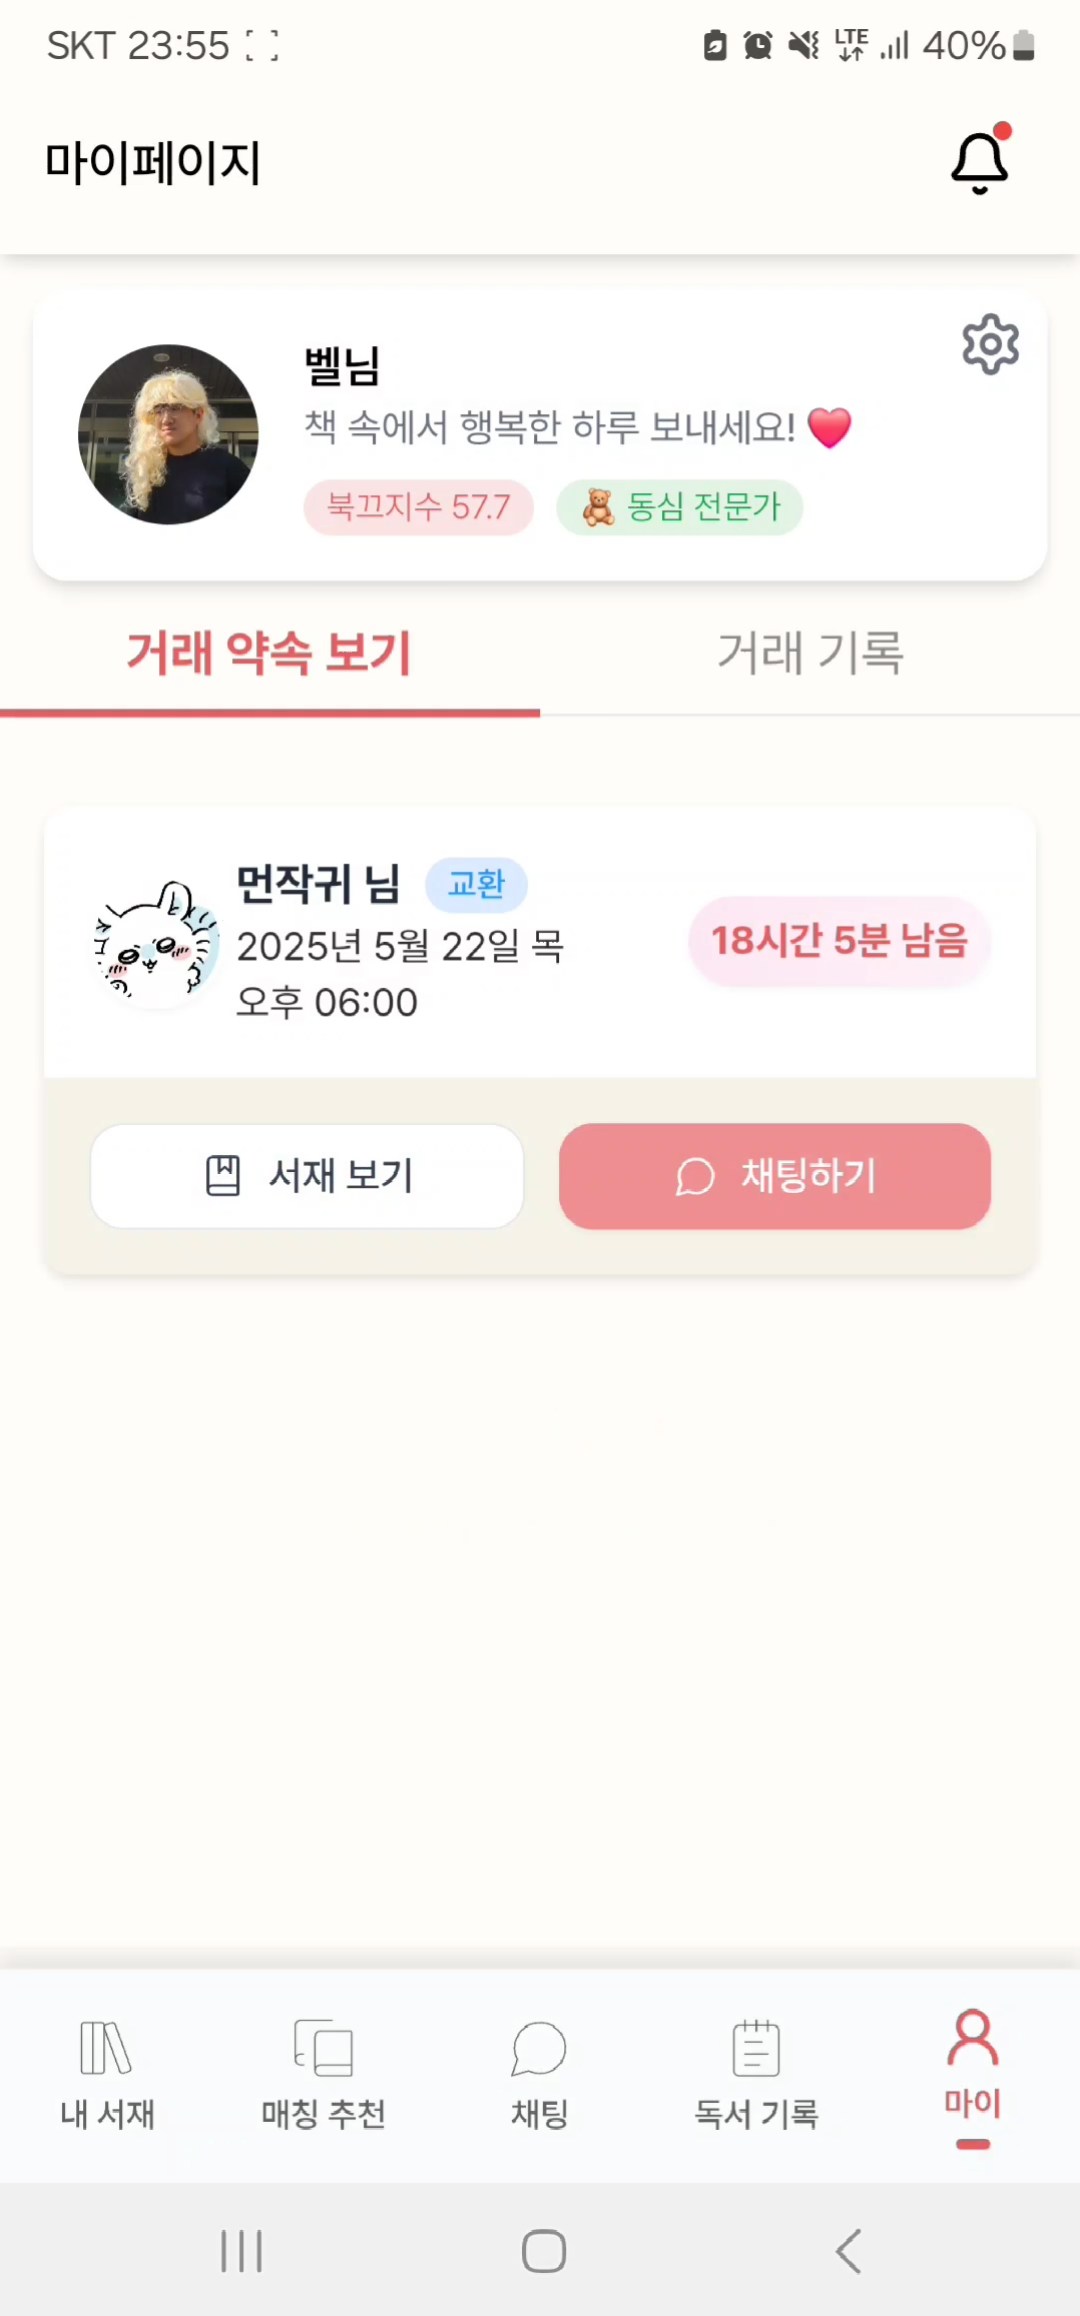 SKT 23:55
LTE
40%
마이페이지
벨님
책 속에서 행복한 하루 보내세요!
북끄지수 57.7
동심 전문가
거래 약속 보기
거래 기록
먼작귀 님
교환
2025년 5월 22일 목
오후 06:00
18시간 5분 남음
서재 보기
채팅하기
내 서재
매칭 추천
채팅
독서 기록
마이